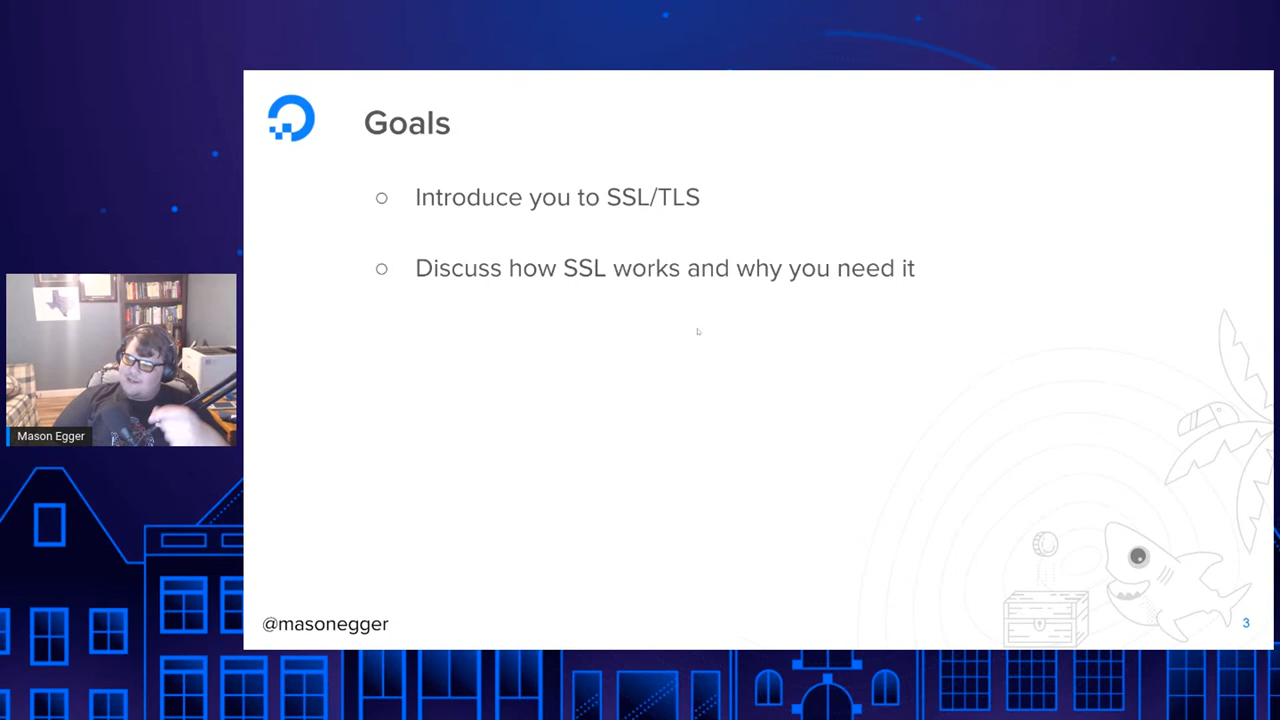 Goals
○ Introduce you to SSL/TLS
○ Discuss how SSL works and why you need it
Mason Egger
@masonegger
3